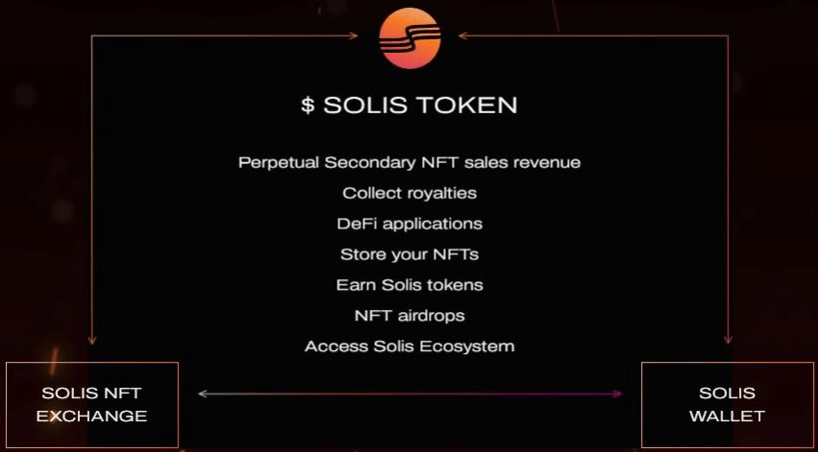 $ SOLIS TOKEN
Perpetual Secondary NFT sales revenue
Collect royalties
DeFi applications
Store your NFTs
Earn Solis tokens
NFT airdrops
Access Solis Ecosystem
SOLIS NFT
EXCHANGE
SOLIS
WALLET